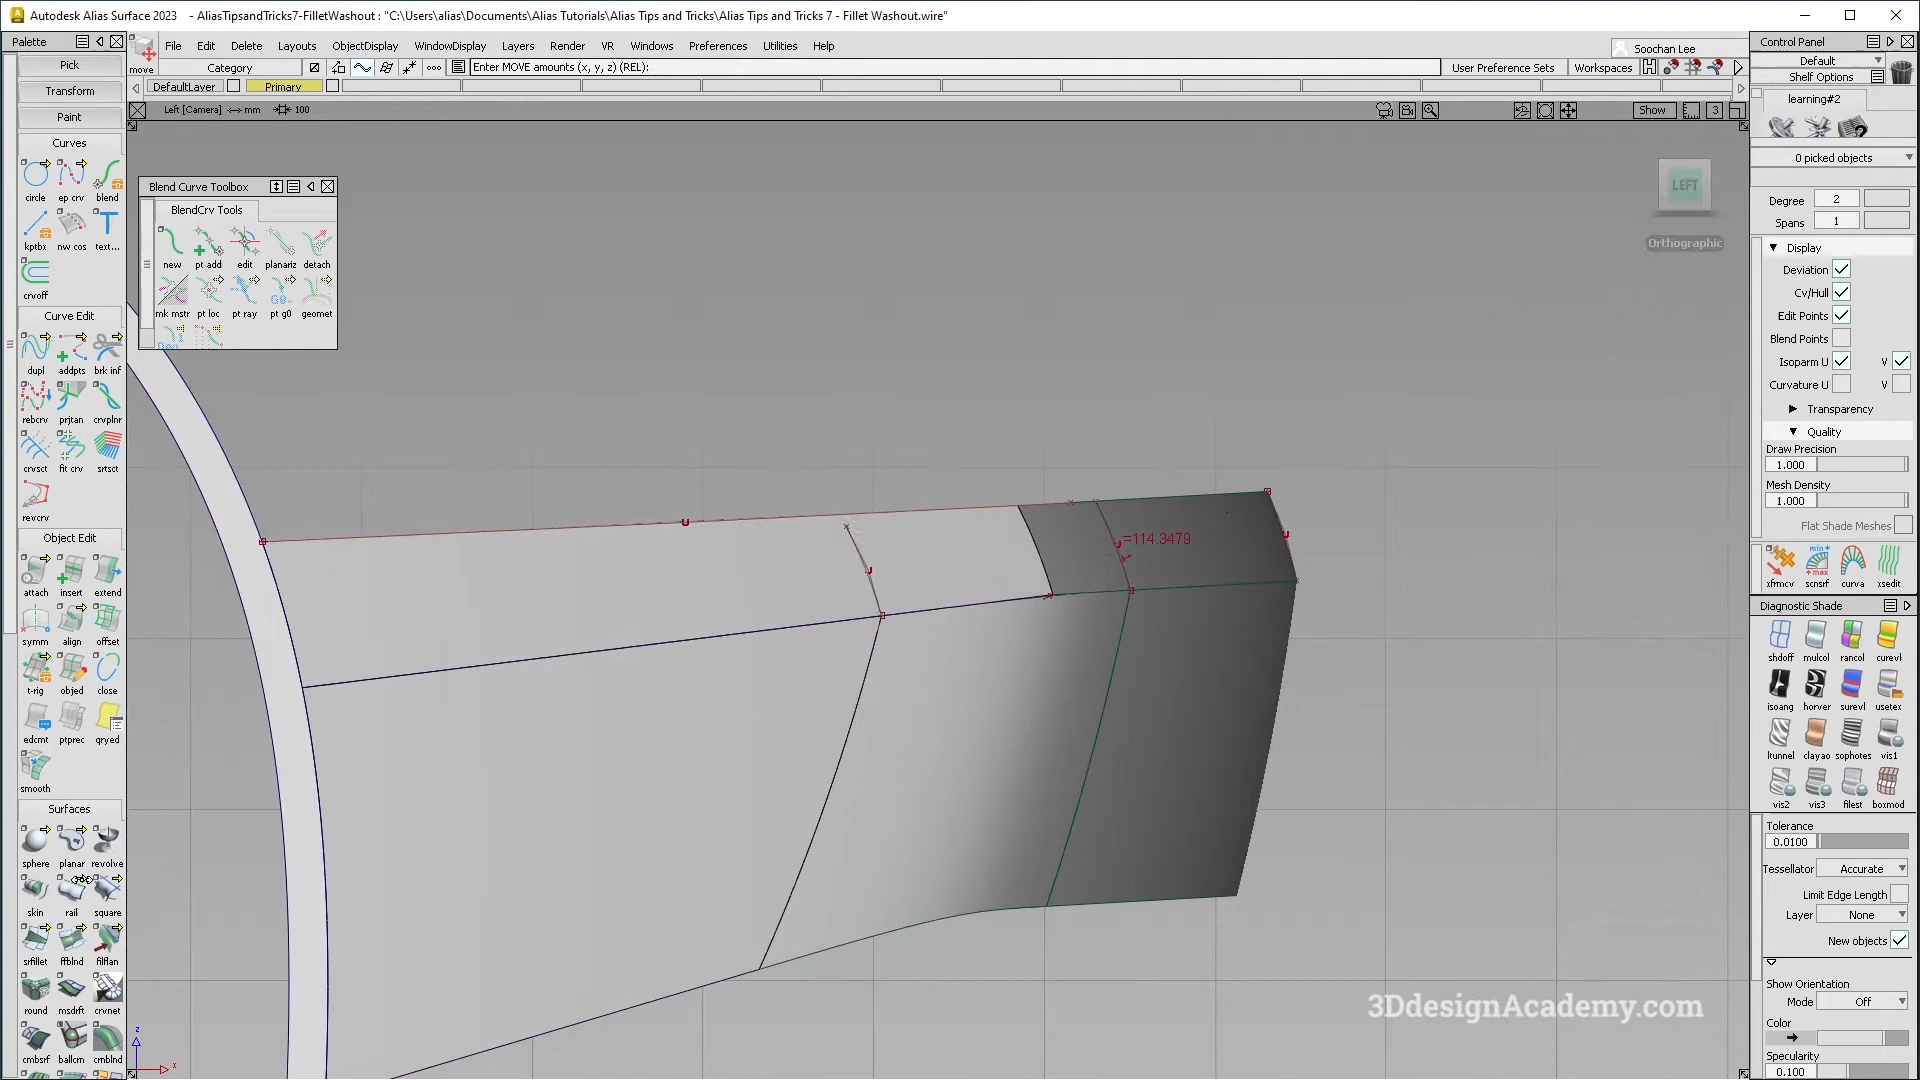 Autodesk Alias Surface 2023 - AliasTipsandTricks7-FilletWashout : "C:\Users\alias\Documents\Alias Tutorials\Alias Tips and Tricks\Alias Tips and Tricks 7 - Fillet Washout.wire"
Palette
move
File Edit Delete Layouts ObjectDisplay WindowDisplay Layers Render VR Windows Preferences Utilities Help
Soochan Lee
Category
Enter MOVE amounts (x, y, z) (REL):
User Preference Sets Workspaces
DefaultLayer Primary
Left [Camera] mm 100
Show 3
Pick
Transform
Paint
Curves
circle ep crv blend
kptbx nw cos text...
crvoff
Curve Edit
dupl addpts brk inf
rebcrv prjtan crvplnr
crvsct fit crv srtsct
revcrv
Object Edit
attach insert extend
symm align offset
t-rig objed close
edcmt ptprec qryed
smooth
Surfaces
sphere planar revolve
skin rail square
srfillet ffblnd filflan
round msdrft crvnet
cmbsrf ballcrn cmblnd
Blend Curve Toolbox
BlendCrv Tools
new pt add edit planariz detach
mk mstr pt loc pt ray pt g0 geomet
LEFT
Orthographic
=114.3479
z
x
3DdesignAcademy.com
Control Panel
Default
Shelf Options
learning#2
0 picked objects
Degree 2
Spans 1
Display
Deviation
Cv/Hull
Edit Points
Blend Points
Isoparm U V
Curvature U V
Transparency
Quality
Draw Precision
1.000
Mesh Density
1.000
Flat Shade Meshes
xfrmcv scnsrf curva xsedit
Diagnostic Shade
shdoff mulcol rancol curevl
isoang horver surevl usetex
ltunnel clayao sophotes vis1
vis2 vis3 filest boxmod
Tolerance
0.0100
Tessellator Accurate
Limit Edge Length
Layer None
New objects
Show Orientation
Mode Off
Color
Specularity
0.100